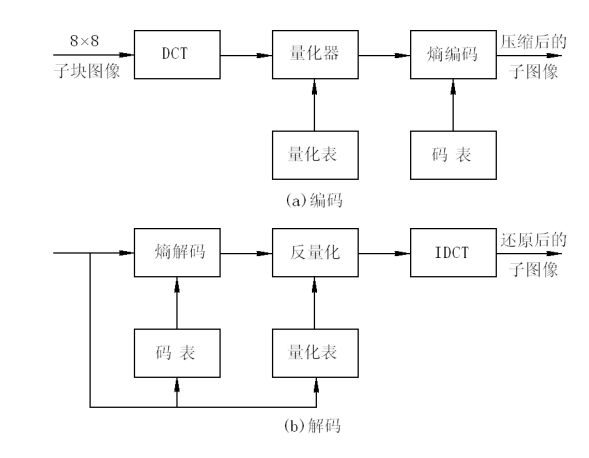 8×8
子块图像
DCT
量化器
熵编码
压缩后的
子图像
量化表
码 表
(a)编码
熵解码
反量化
IDCT
还原后的
子图像
码 表
量化表
(b)解码